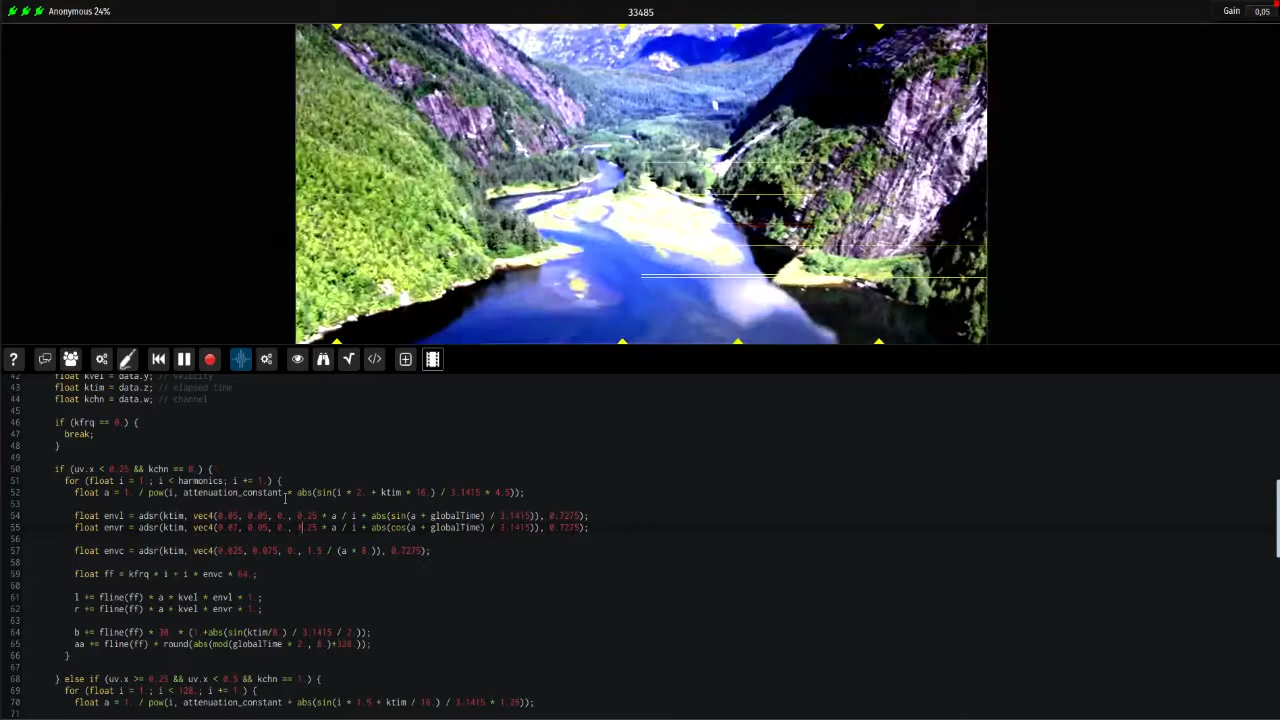 Anonymous 24%
33485
Gain 0,05
42 float kvel = data.y; // velocity
43 float ktim = data.z; // elapsed time
44 float kchn = data.w; // channel
45
46 if (kfrq == 0.) {
47 break;
48 }
49
50 if (uv.x < 0.25 && kchn == 0.) {
51 for (float i = 1.; i < harmonics; i += 1.) {
52 float a = 1. / pow(i, attenuation_constant * abs(sin(i * 2. + ktim * 16.) / 3.1415 * 4.5));
53
54 float envl = adsr(ktim, vec4(0.05, 0.05, 0., 0.25 * a / i + abs(sin(a + globalTime) / 3.1415)), 0.7275);
55 float envr = adsr(ktim, vec4(0.07, 0.05, 0., 8.25 * a / i + abs(cos(a + globalTime) / 3.1415)), 0.7275);
56
57 float envc = adsr(ktim, vec4(0.025, 0.075, 0., 1.5 / (a * 8.)), 0.7275);
58
59 float ff = kfrq * i + i * envc * 64.;
60
61 l += fline(ff) * a * kvel * envl * 1.;
62 r += fline(ff) * a * kvel * envr * 1.;
63
64 b += fline(ff) * 30. * (1.+abs(sin(ktim/8.) / 3.1415 / 2.));
65 aa += fline(ff) * round(abs(mod(globalTime * 2., 8.)+328.));
66 }
67
68 } else if (uv.x >= 0.25 && uv.x < 0.5 && kchn == 1.) {
69 for (float i = 1.; i < 128.; i += 1.) {
70 float a = 1. / pow(i, attenuation_constant + abs(sin(i * 1.5 + ktim / 16.) / 3.1415 * 1.25));
71